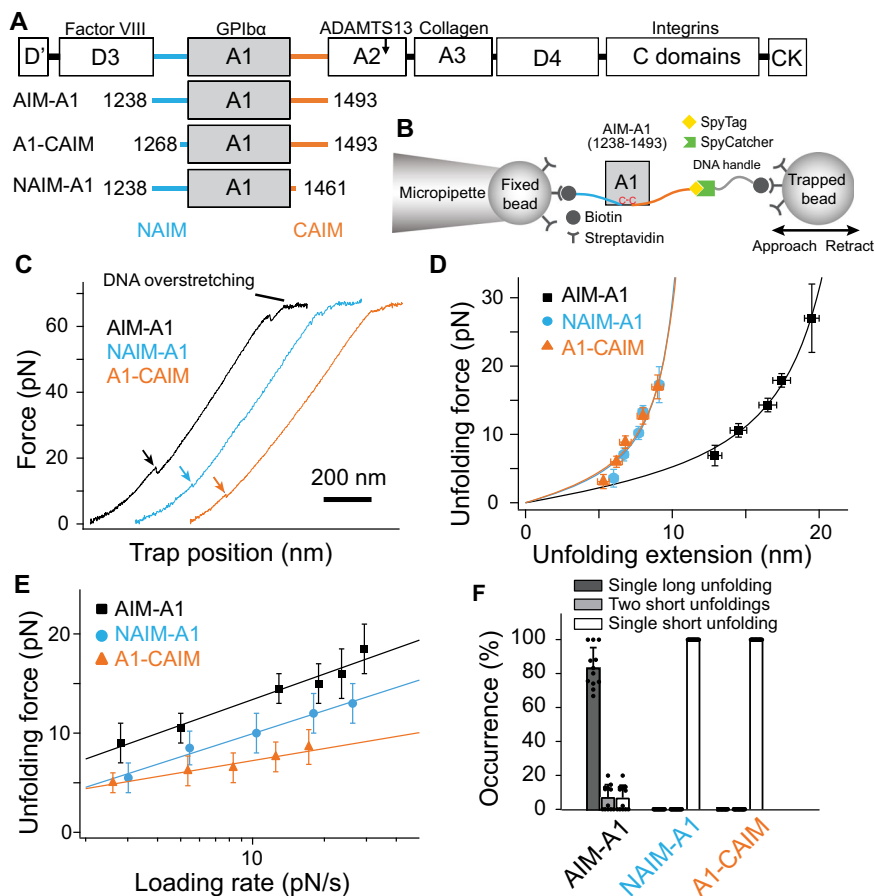 A
Factor VIII
GPIbα
ADAMTS13
Collagen
Integrins
D' D3 A1 A2 A3 D4 C domains CK
AIM-A1 1238 A1 1493
A1-CAIM 1268 A1 1493
NAIM-A1 1238 A1 1461
NAIM CAIM
B
AIM-A1
(1238-1493)
SpyTag
SpyCatcher
DNA handle
Micropipette
Fixed
bead
A1
C-C
Trapped
bead
Biotin
Streptavidin
Approach Retract
C
DNA overstretching
AIM-A1
NAIM-A1
A1-CAIM
60
40
20
0
Force (pN)
200 nm
Trap position (nm)
D
AIM-A1
NAIM-A1
A1-CAIM
30
20
10
0
Unfolding force (pN)
0 10 20
Unfolding extension (nm)
E
AIM-A1
NAIM-A1
A1-CAIM
20
10
0
Unfolding force (pN)
10
Loading rate (pN/s)
F
Single long unfolding
Two short unfoldings
Single short unfolding
100
80
60
40
20
0
Occurrence (%)
AIM-A1
NAIM-A1
A1-CAIM